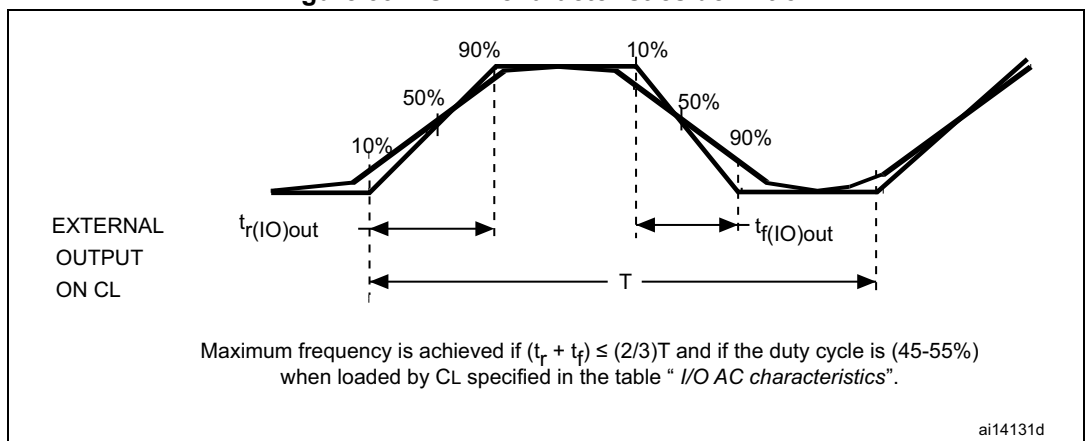 90%
10%
50%
50%
10%
90%
EXTERNAL
OUTPUT
ON CL
tr(IO)out
tf(IO)out
T
Maximum frequency is achieved if (tr + tf) ≤ (2/3)T and if the duty cycle is (45-55%)
when loaded by CL specified in the table “ I/O AC characteristics”.
ai14131d